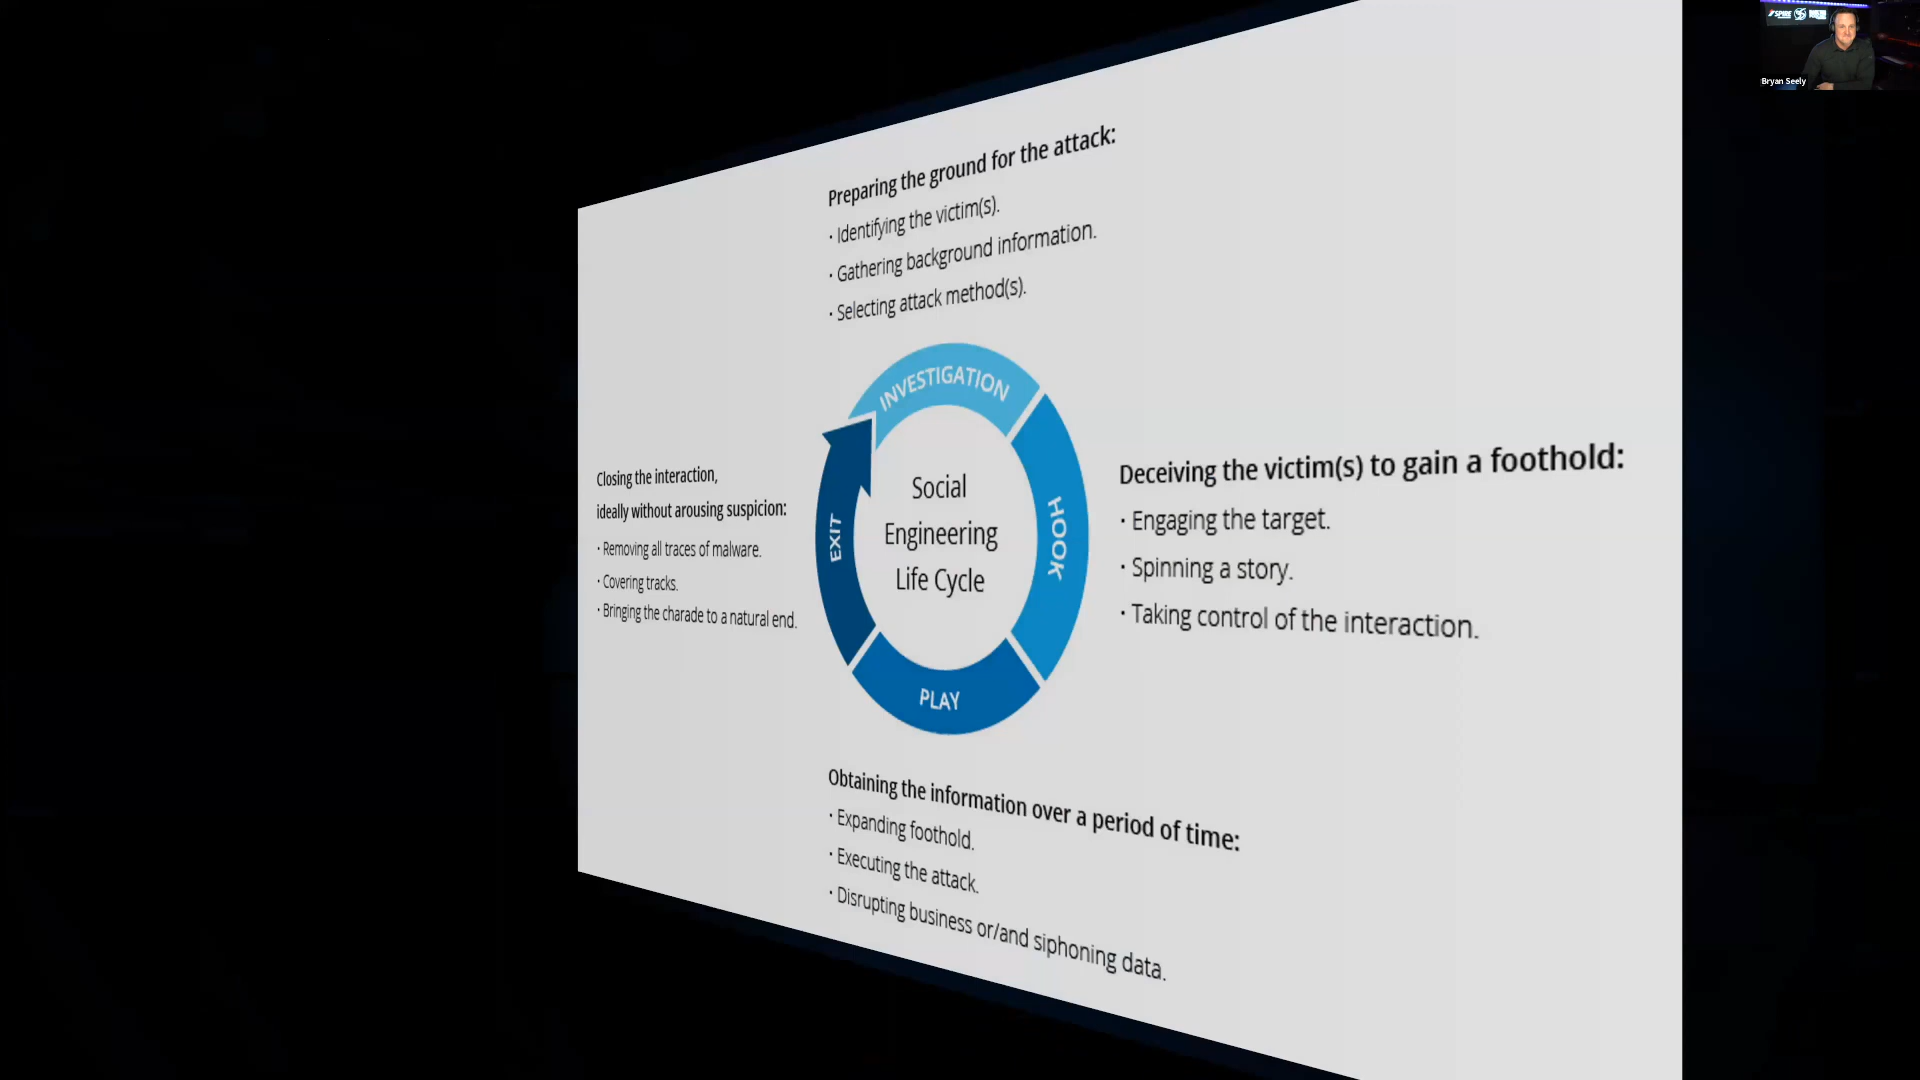 Bryan Seely
Preparing the ground for the attack:
· Identifying the victim(s).
· Gathering background information.
· Selecting attack method(s).
INVESTIGATION
HOOK
PLAY
EXIT
Social
Engineering
Life Cycle
Deceiving the victim(s) to gain a foothold:
· Engaging the target.
· Spinning a story.
· Taking control of the interaction.
Closing the interaction,
ideally without arousing suspicion:
· Removing all traces of malware.
· Covering tracks.
· Bringing the charade to a natural end.
Obtaining the information over a period of time:
· Expanding foothold.
· Executing the attack.
· Disrupting business or/and siphoning data.